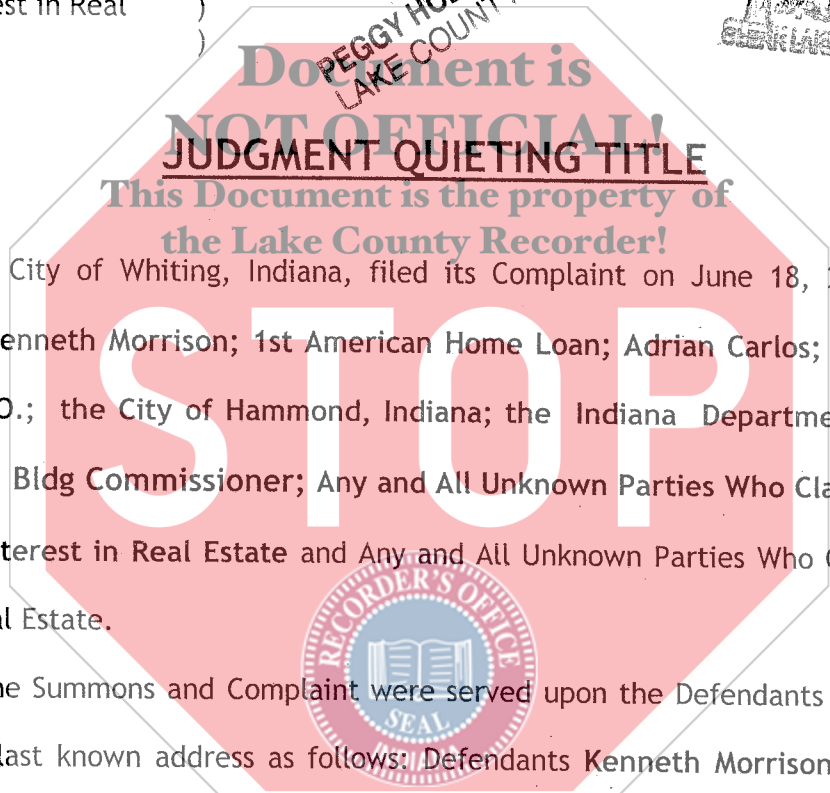 est in Real )
)
PEGGY
LAKE COUNT
Document is
NOT OFFICIAL!
JUDGMENT QUIETING TITLE
This Document is the property of
the Lake County Recorder!
City of Whiting, Indiana, filed its Complaint on June 18,
enneth Morrison; 1st American Home Loan; Adrian Carlos;
O.; the City of Hammond, Indiana; the Indiana Departme
Bldg Commissioner; Any and All Unknown Parties Who Cla
terest in Real Estate and Any and All Unknown Parties Who
l Estate.
STOP
ne Summons and Complaint were served upon the Defendants
last known address as follows: Defendants Kenneth Morrison
RECORDER'S OFFICE
SEAL
INDIANA